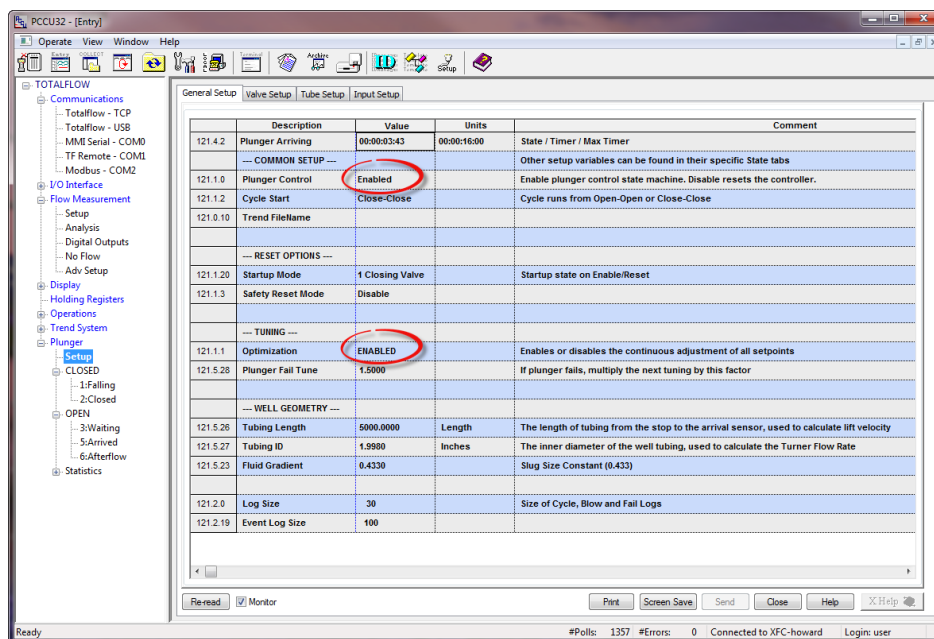 PCCU32 - [Entry]
Operate View Window Help
Entry COLLECT Terminal Archive ID Setup
TOTALFLOW
Communications
Totalflow - TCP
Totalflow - USB
MMI Serial - COM0
TF Remote - COM1
Modbus - COM2
I/O Interface
Flow Measurement
Setup
Analysis
Digital Outputs
No Flow
Adv Setup
Display
Holding Registers
Operations
Trend System
Plunger
Setup
CLOSED
1:Falling
2:Closed
OPEN
3:Waiting
5:Arrived
6:Afterflow
Statistics
General Setup Valve Setup Tube Setup Input Setup
Description Value Units Comment
121.4.2 Plunger Arriving 00:00:03:43 00:00:16:00 State / Timer / Max Timer
--- COMMON SETUP --- Other setup variables can be found in their specific State tabs
121.1.0 Plunger Control Enabled Enable plunger control state machine. Disable resets the controller.
121.1.2 Cycle Start Close-Close Cycle runs from Open-Open or Close-Close
121.0.10 Trend FileName
--- RESET OPTIONS ---
121.1.20 Startup Mode 1 Closing Valve Startup state on Enable/Reset
121.1.3 Safety Reset Mode Disable
--- TUNING ---
121.1.1 Optimization ENABLED Enables or disables the continuous adjustment of all setpoints
121.5.28 Plunger Fail Tune 1.5000 If plunger fails, multiply the next tuning by this factor
--- WELL GEOMETRY ---
121.5.26 Tubing Length 5000.0000 Length The length of tubing from the stop to the arrival sensor, used to calculate lift velocity
121.5.27 Tubing ID 1.9980 Inches The inner diameter of the well tubing, used to calculate the Turner Flow Rate
121.5.23 Fluid Gradient 0.4330 Slug Size Constant (0.433)
121.2.0 Log Size 30 Size of Cycle, Blow and Fail Logs
121.2.19 Event Log Size 100
Re-read Monitor Print Screen Save Send Close Help X Help
Ready #Polls: 1357 #Errors: 0 Connected to XFC-howard Login: user